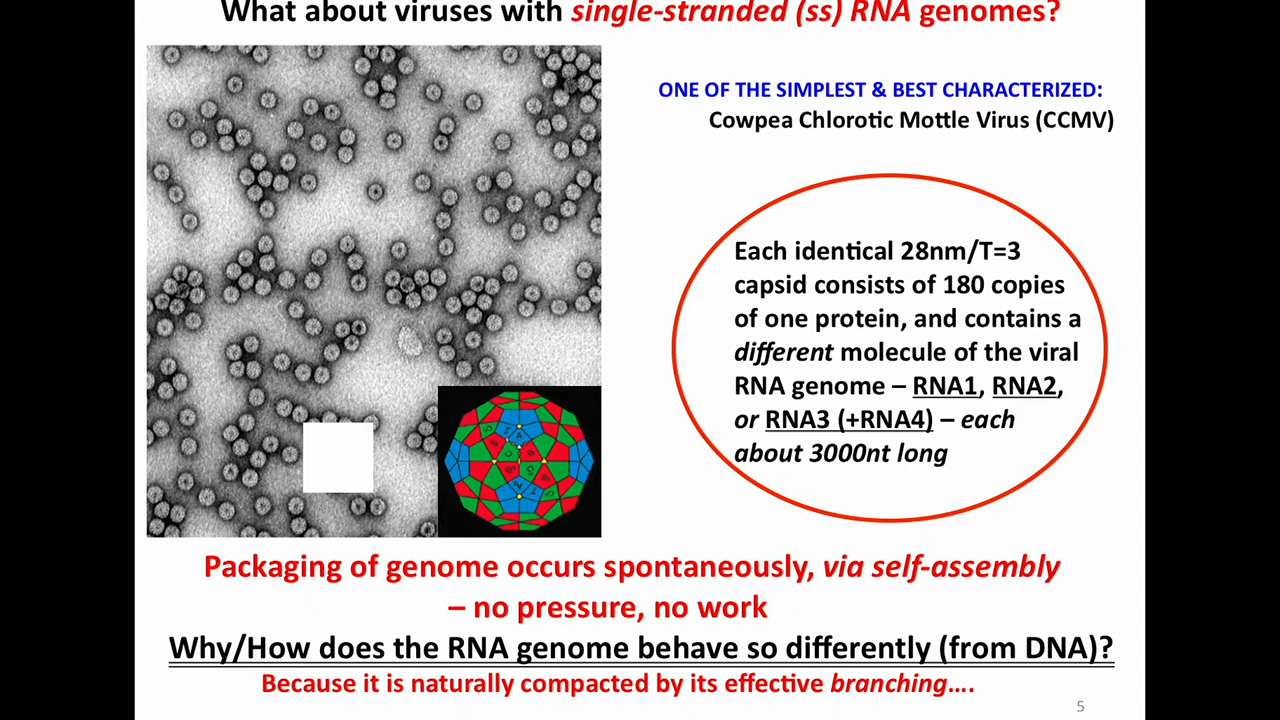 What about viruses with single-stranded (ss) RNA genomes?
ONE OF THE SIMPLEST & BEST CHARACTERIZED:
Cowpea Chlorotic Mottle Virus (CCMV)
Each identical 28nm/T=3
capsid consists of 180 copies
of one protein, and contains a
different molecule of the viral
RNA genome – RNA1, RNA2,
or RNA3 (+RNA4) – each
about 3000nt long
Packaging of genome occurs spontaneously, via self-assembly
– no pressure, no work
Why/How does the RNA genome behave so differently (from DNA)?
Because it is naturally compacted by its effective branching....
5